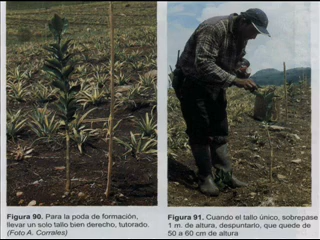 Figura 90. Para la poda de formación,
llevar un solo tallo bien derecho, tutorado.
(Foto A. Corrales)
Figura 91. Cuando el tallo único, sobrepase
1 m. de altura, despuntarlo, que quede de
50 a 60 cm de altura